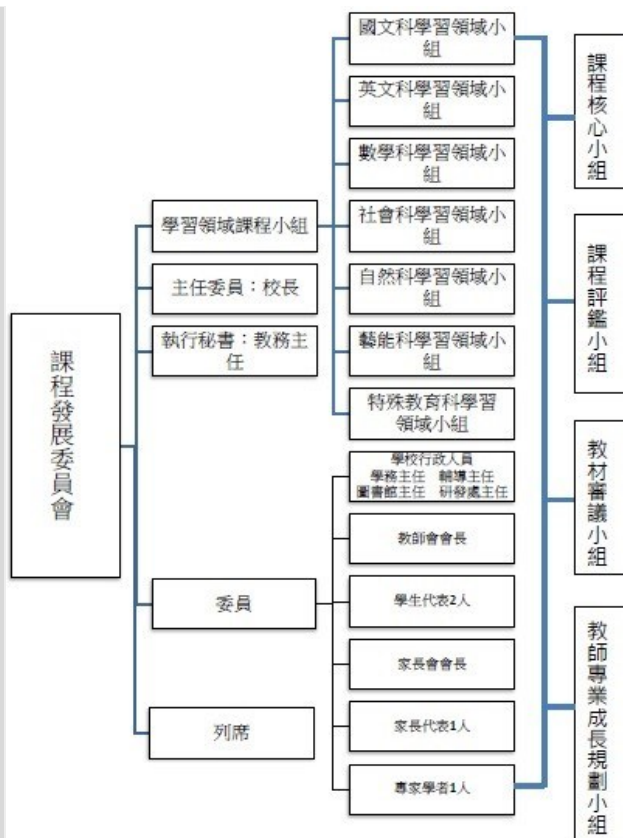 課程發展委員會
學習領域課程小組
主任委員：校長
執行秘書：教務主
任
委員
列席
國文科學習領域小
組
英文科學習領域小
組
數學科學習領域小
組
社會科學習領域小
組
自然科學習領域小
組
藝能科學習領域小
組
特殊教育科學習
領域小組
學校行政人員
學務主任 輔導主任
圖書館主任 研發處主任
教師會會長
學生代表2人
家長會會長
家長代表1人
專家學者1人
課程核心小組
課程評鑑小組
教材審議小組
教師專業成長規劃小組